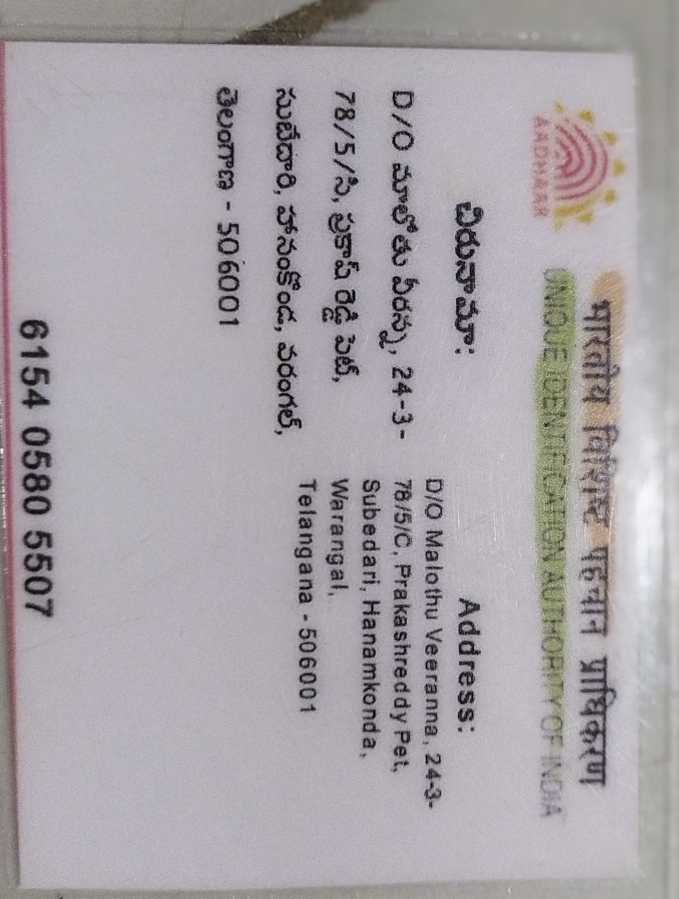 भारतीय विशिष्ट पहचान प्राधिकरण
UNIQUE IDENTIFICATION AUTHORITY OF INDIA
AADHAAR
చిరునామా:
D/O మాలోతు వీరన్న, 24-3-
78/5/సి, ప్రకాష్ రెడ్డి పెట్,
సుబేదారి, హనంకొండ, వరంగల్,
తెలంగాణ - 506001
Address:
D/O Malothu Veeranna, 24-3-
78/5/C, Prakashreddy Pet,
Subedari, Hanamkonda,
Warangal,
Telangana - 506001
6154 0580 5507